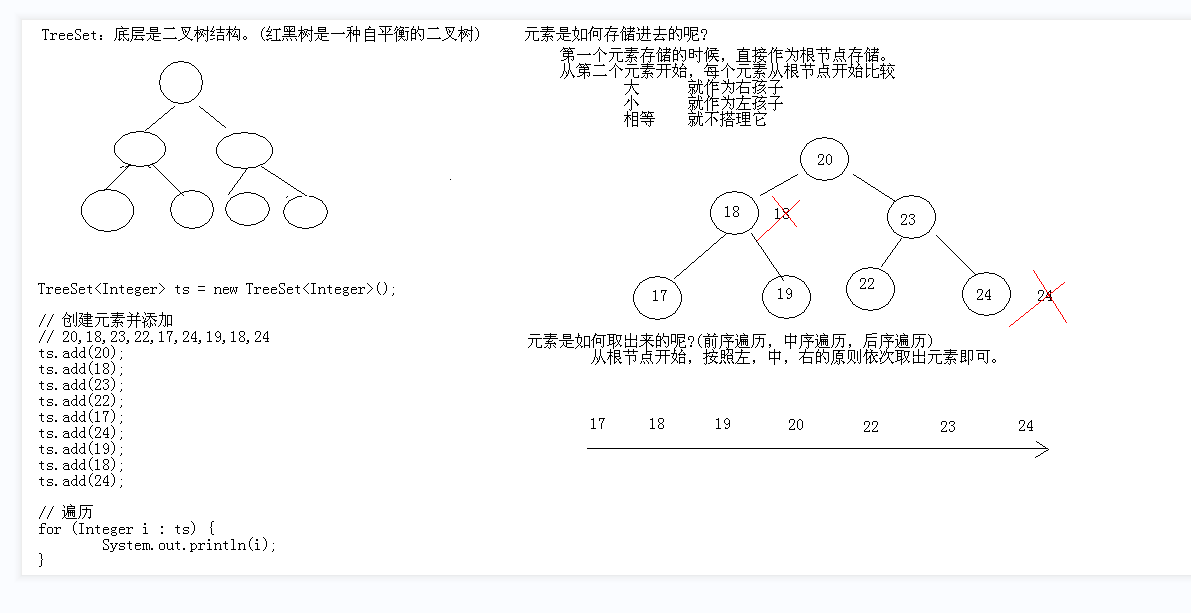 TreeSet: 底层是二叉树结构。(红黑树是一种自平衡的二叉树)
TreeSet<Integer> ts = new TreeSet<Integer>();
// 创建元素并添加
// 20,18,23,22,17,24,19,18,24
ts.add(20);
ts.add(18);
ts.add(23);
ts.add(22);
ts.add(17);
ts.add(24);
ts.add(19);
ts.add(18);
ts.add(24);
// 遍历
for (Integer i : ts) {
System.out.println(i);
}
元素是如何存储进去的呢?
第一个元素存储的时候，直接作为根节点存储。
从第二个元素开始，每个元素从根节点开始比较
大 就作为右孩子
小 就作为左孩子
相等 就不搭理它
20
18 18 23
17 19 22 24 24
元素是如何取出来的呢?(前序遍历，中序遍历，后序遍历)
从根节点开始，按照左，中，右的原则依次取出元素即可。
17 18 19 20 22 23 24